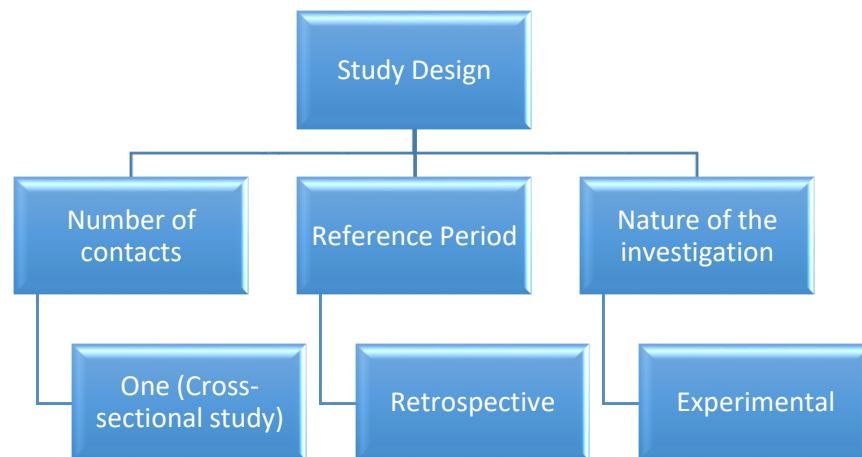 Study Design
Number of
contacts
Reference Period
Nature of the
investigation
One (Cross-
sectional study)
Retrospective
Experimental